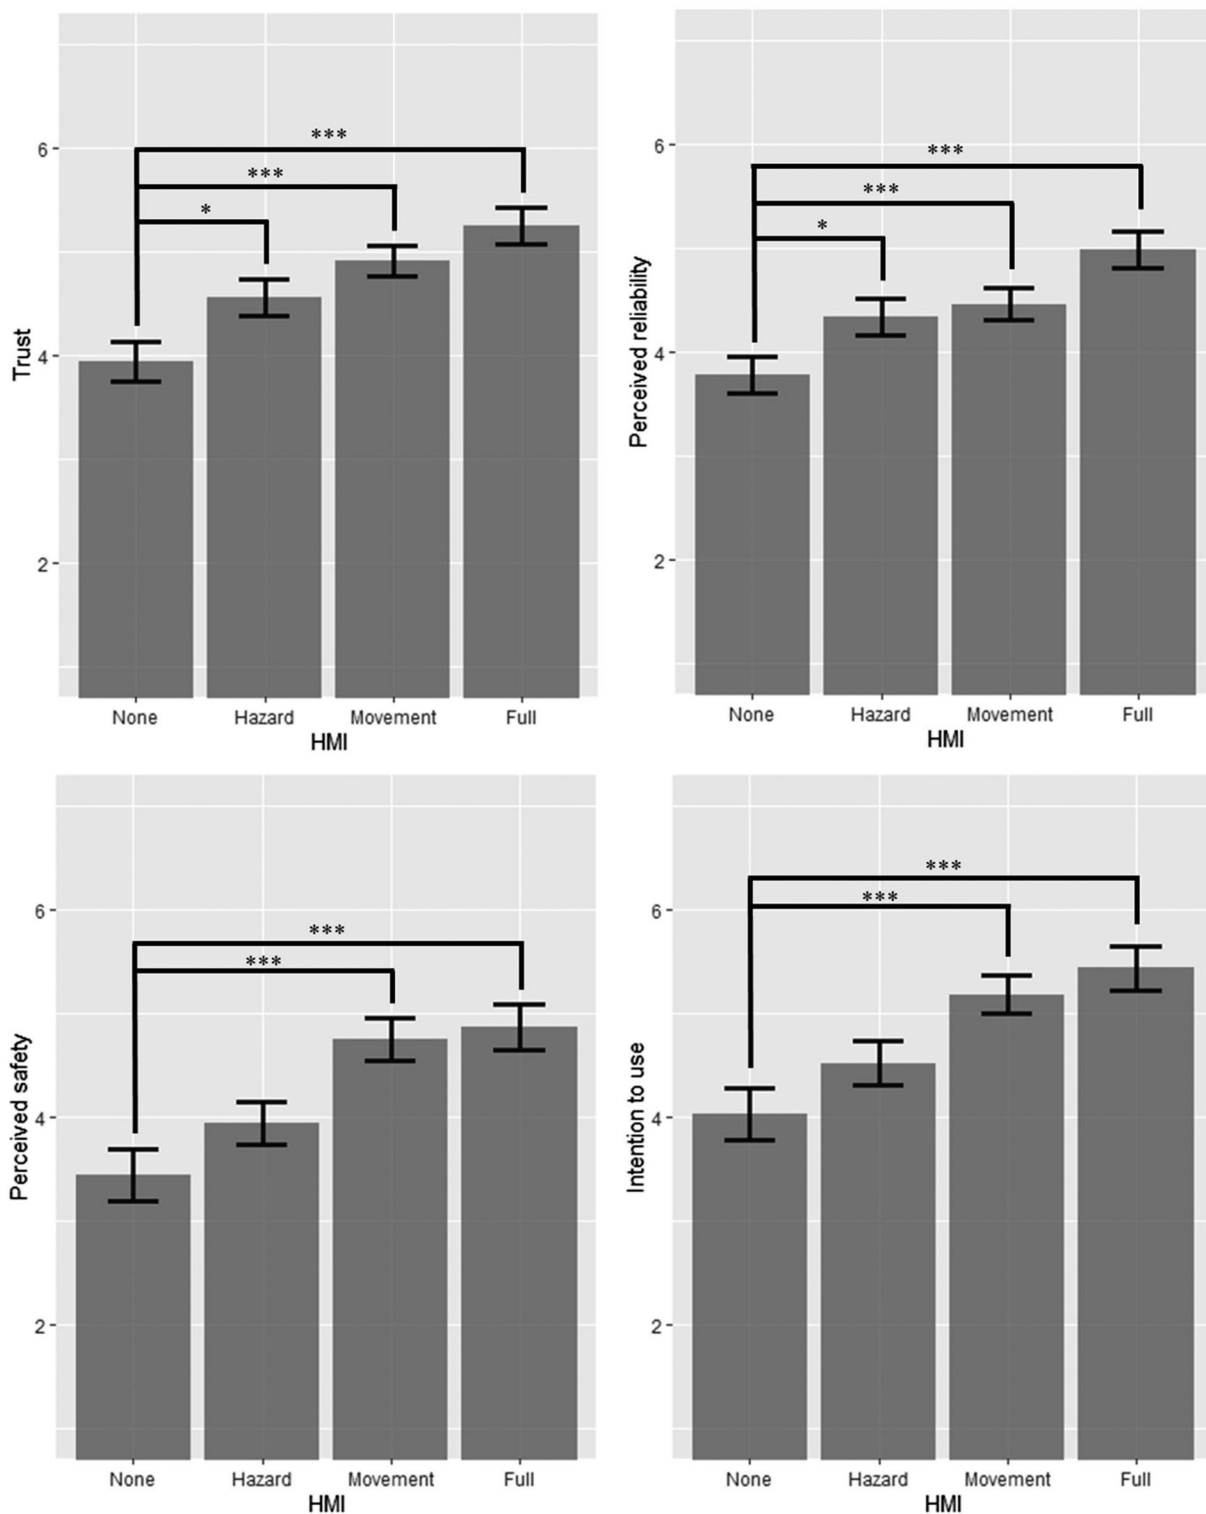 Trust
6
4
2
***
***
*
None Hazard Movement Full
HMI
Perceived reliability
6
4
2
***
***
*
None Hazard Movement Full
HMI
Perceived safety
6
4
2
***
***
None Hazard Movement Full
HMI
Intention to use
6
4
2
***
***
None Hazard Movement Full
HMI